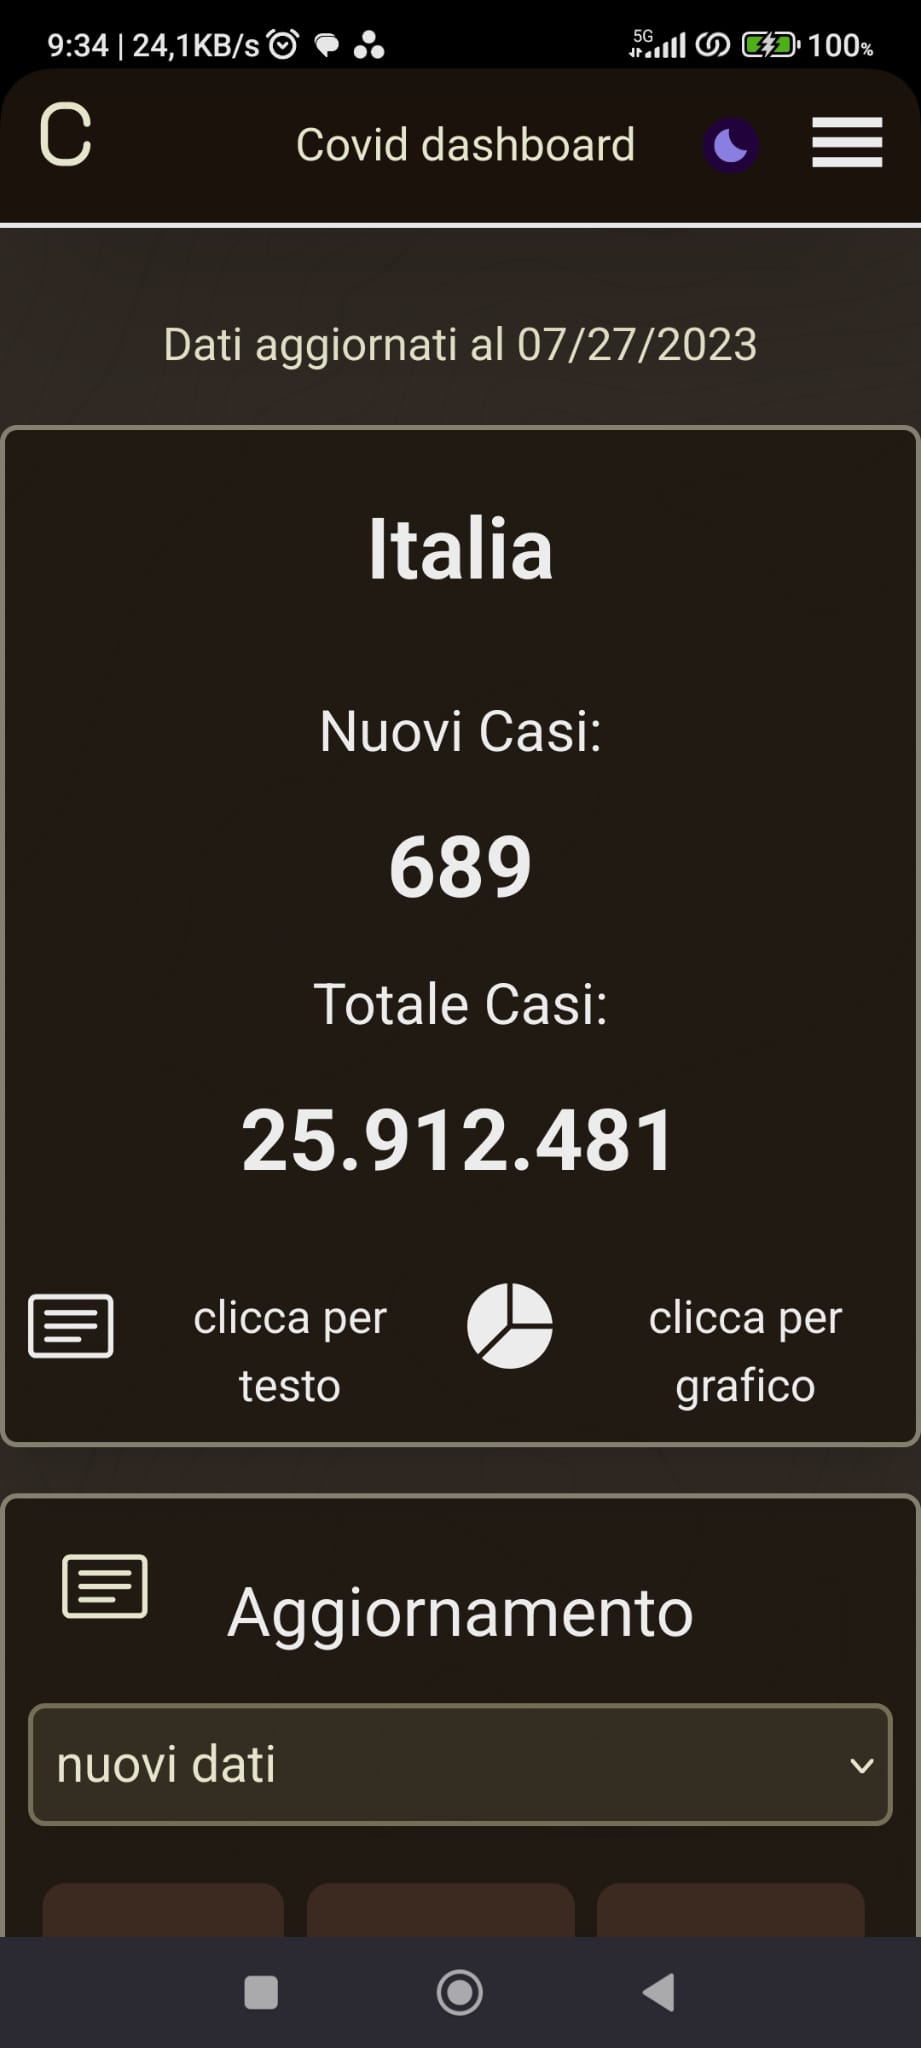 9:34 | 24,1KB/s 5G 100%
C Covid dashboard
Dati aggiornati al 07/27/2023
Italia
Nuovi Casi:
689
Totale Casi:
25.912.481
clicca per
testo
clicca per
grafico
Aggiornamento
nuovi dati